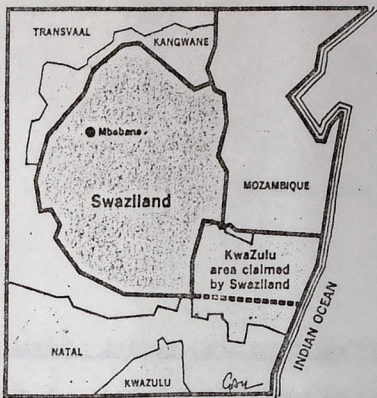 TRANSVAAL
KANGWANE
Mbabane
Swaziland
MOZAMBIQUE
KwaZulu
area claimed
by Swaziland
INDIAN OCEAN
NATAL
KWAZULU